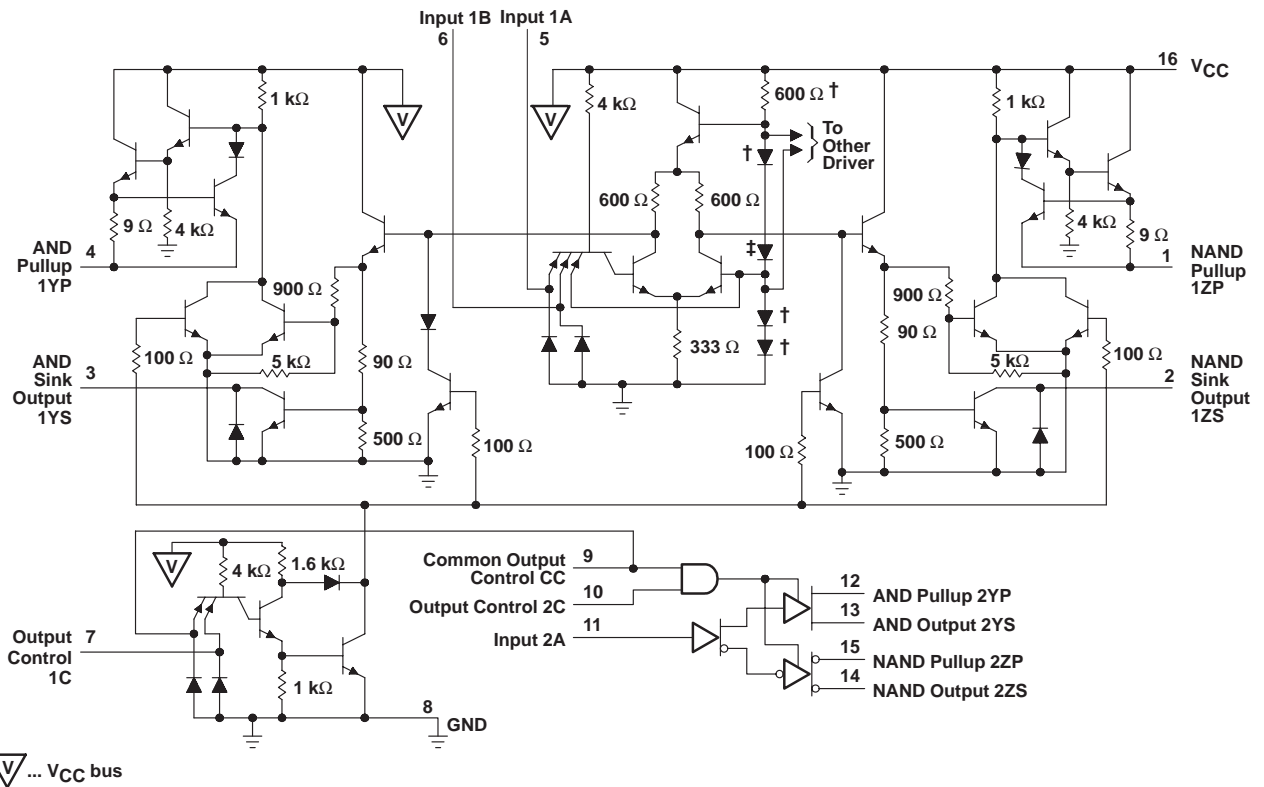 Input 1B Input 1A
6 5
16 VCC
1 kΩ
4 kΩ
600 Ω †
1 kΩ
V
V
†
To
Other
Driver
600 Ω 600 Ω
9 Ω 4 kΩ
4 kΩ 9 Ω
AND
Pullup
1YP
4
‡
1
NAND
Pullup
1ZP
900 Ω
900 Ω
†
†
100 Ω
5 kΩ
90 Ω
333 Ω
90 Ω
5 kΩ
100 Ω
AND
Sink
Output
1YS
3
2
NAND
Sink
Output
1ZS
500 Ω
100 Ω
100 Ω
500 Ω
V
4 kΩ
1.6 kΩ
Common Output
Control CC
9
Output Control 2C
10
Input 2A
11
12
AND Pullup 2YP
13
AND Output 2YS
15
NAND Pullup 2ZP
14
NAND Output 2ZS
Output
Control
1C
7
1 kΩ
8
GND
V ... VCC bus